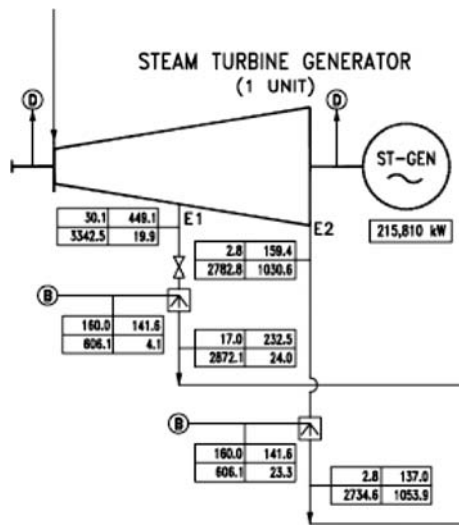 STEAM TURBINE GENERATOR
(1 UNIT)
D
D
ST-GEN
30.1 449.1
3342.5 19.9
E1
E2
215,810 kW
2.8 159.4
2782.8 1030.6
B
160.0 141.6
606.1 4.1
17.0 232.5
2872.1 24.0
B
160.0 141.6
606.1 23.3
2.8 137.0
2734.6 1053.9